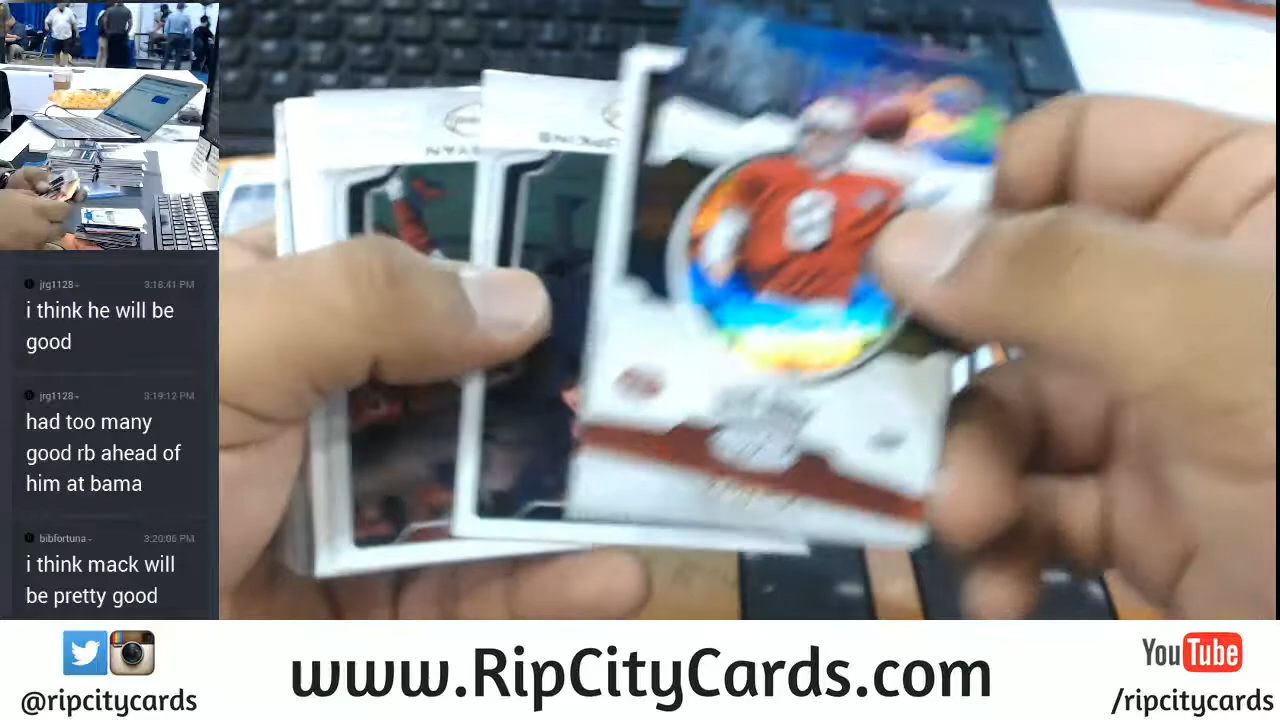 jrg1128
3:18:41 PM
i think he will be
good
jrg1128
3:19:12 PM
had too many
good rb ahead of
him at bama
bibfortuna
3:20:06 PM
i think mack will
be pretty good
8
www.RipCityCards.com
@ripcitycards
YouTube
/ripcitycards